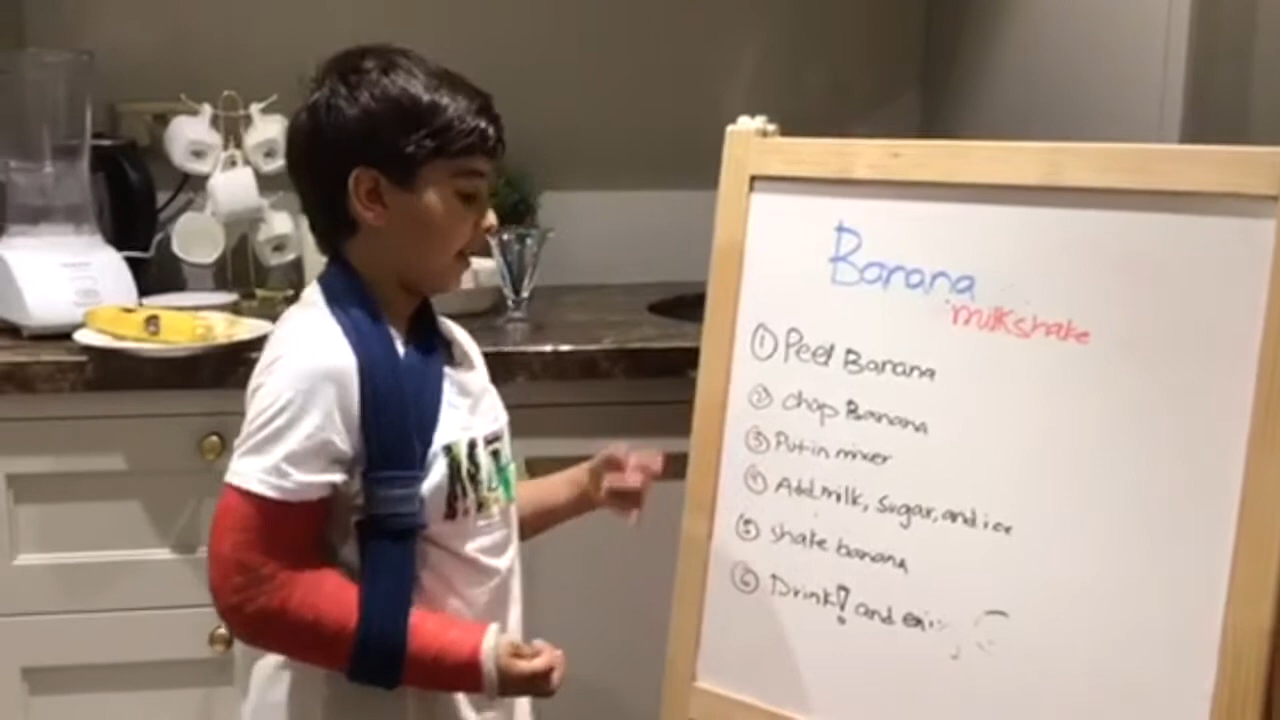 Banana
milkshake
① Peel Banana
② chop Banana
③ Put in mixer
④ Add milk, sugar, and ice
⑤ shake banana
⑥ Drink! and